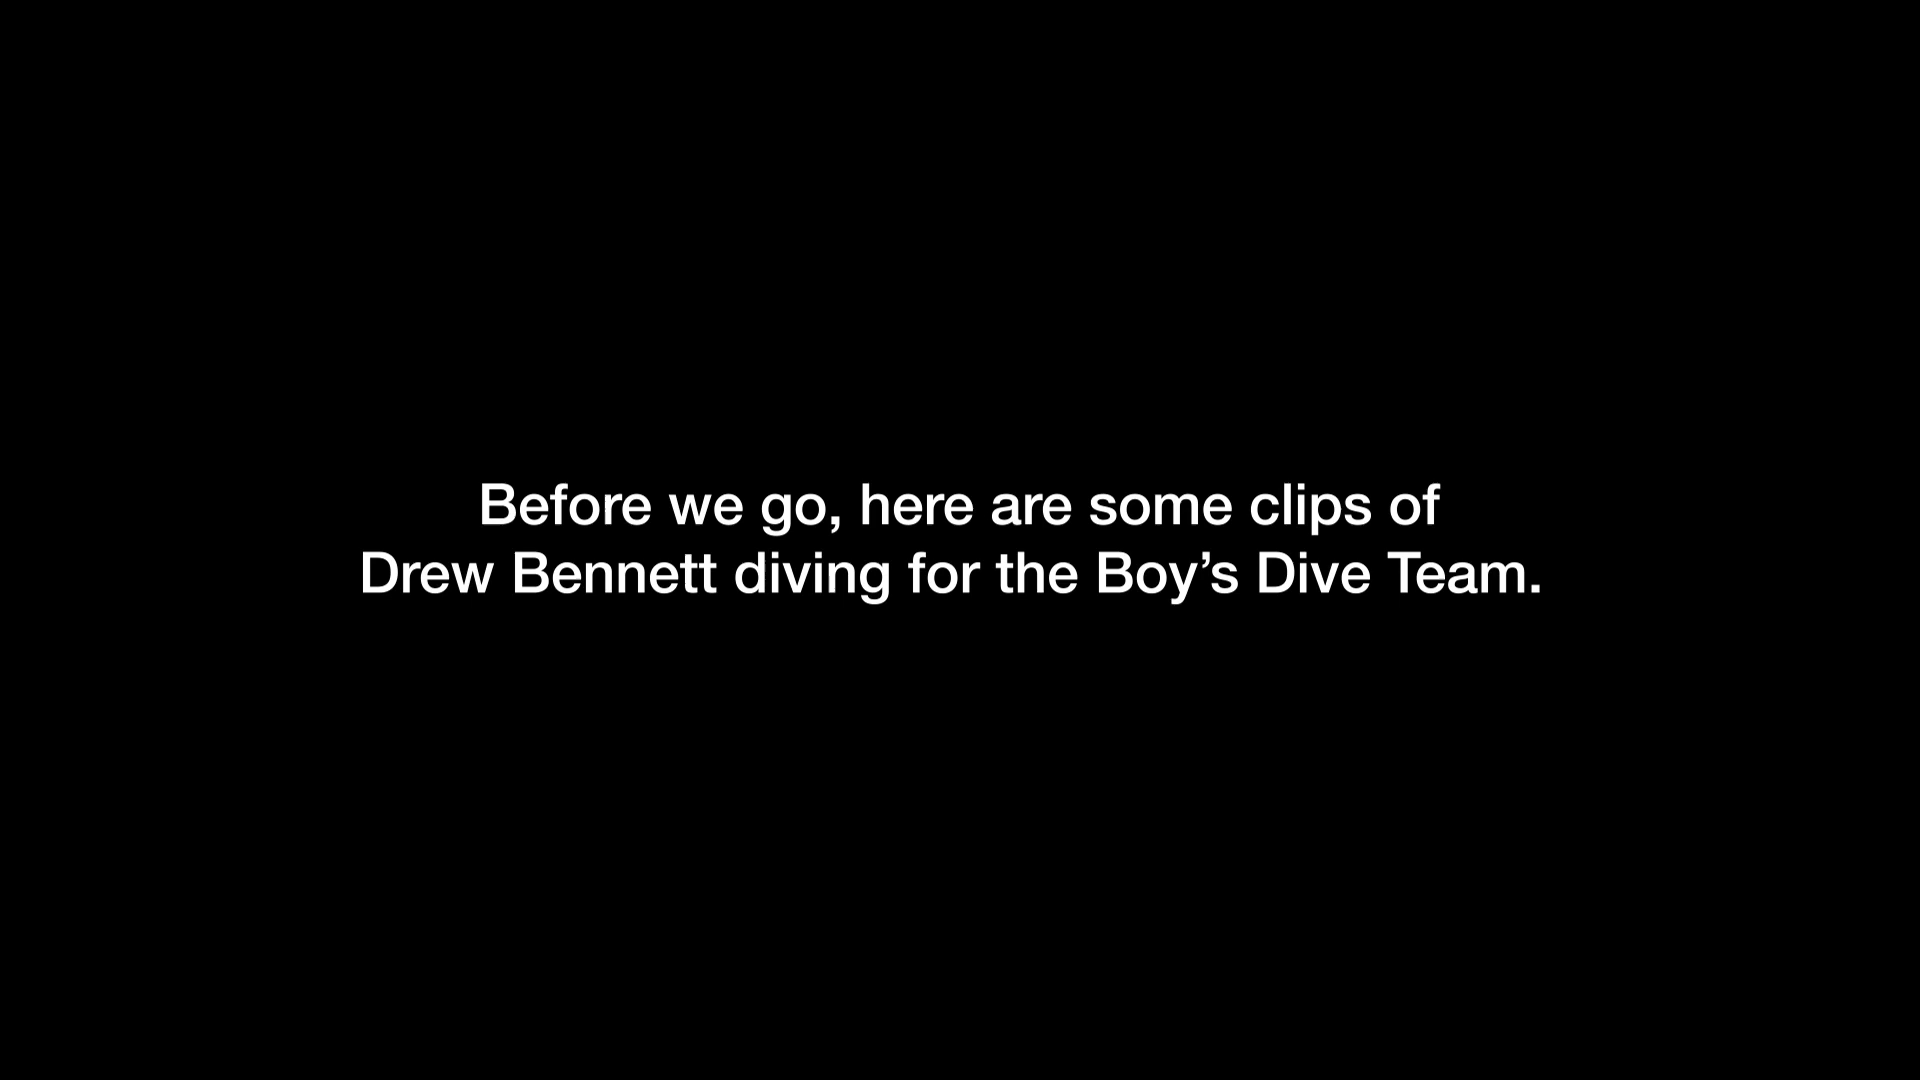 Before we go, here are some clips of
Drew Bennett diving for the Boy’s Dive Team.